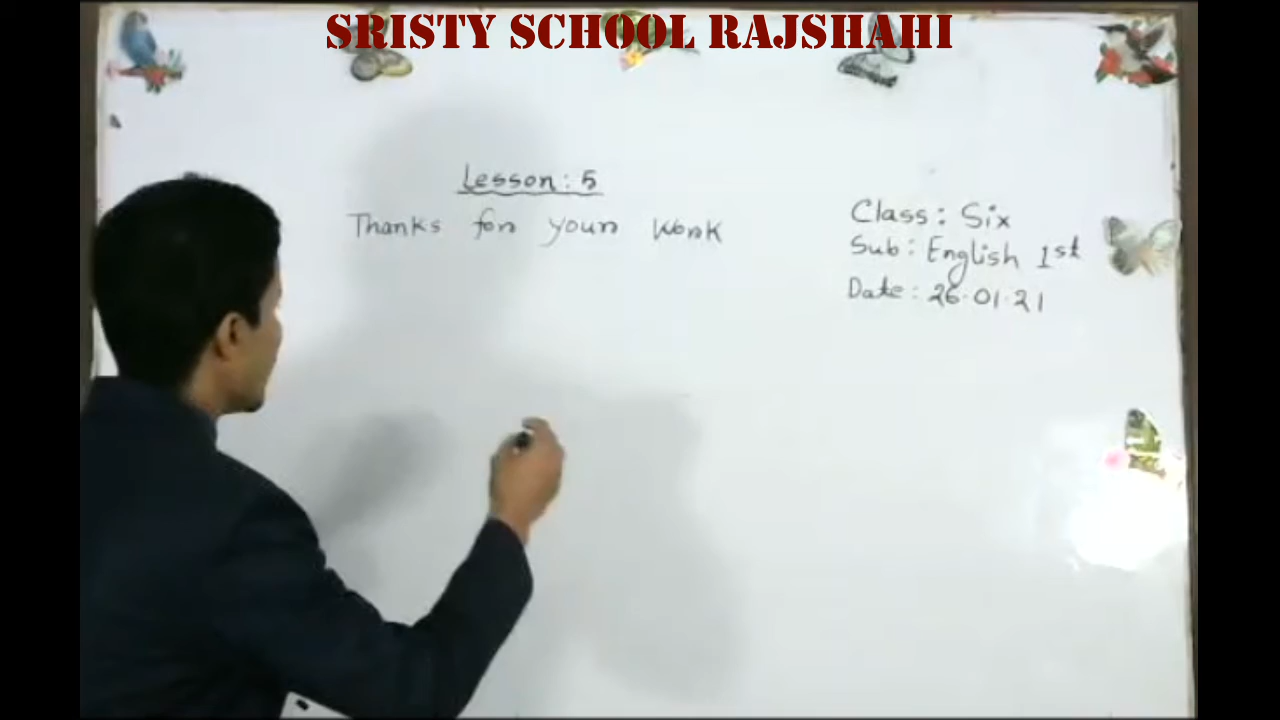 SRISTY SCHOOL RAJSHAHI
Lesson: 5
Thanks for your work
Class: Six
Sub: English 1st
Date: 26.01.21